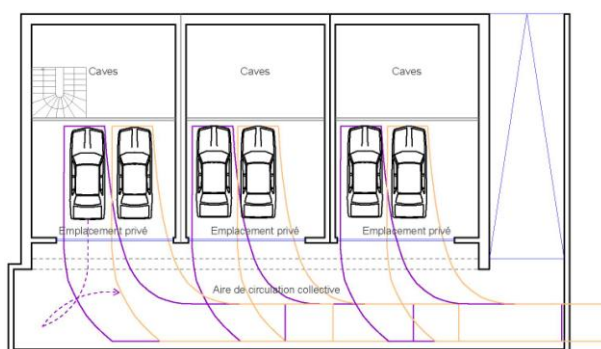 Caves
Caves
Caves
Emplacement privé
Emplacement privé
Emplacement privé
Aire de circulation collective